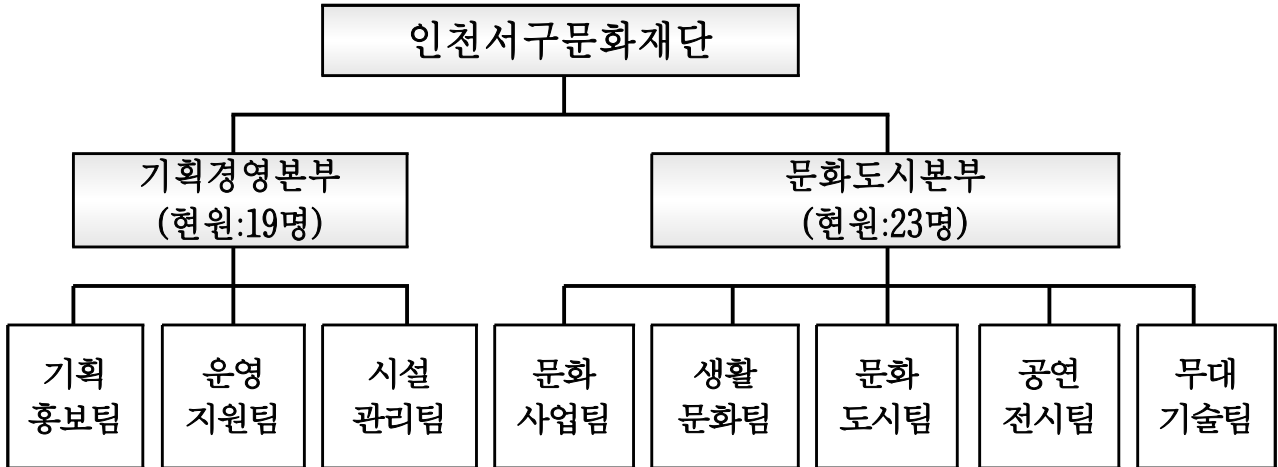 인천서구문화재단
기획경영본부
(현원:19명)
문화도시본부
(현원:23명)
기획
홍보팀
운영
지원팀
시설
관리팀
문화
사업팀
생활
문화팀
문화
도시팀
공연
전시팀
무대
기술팀